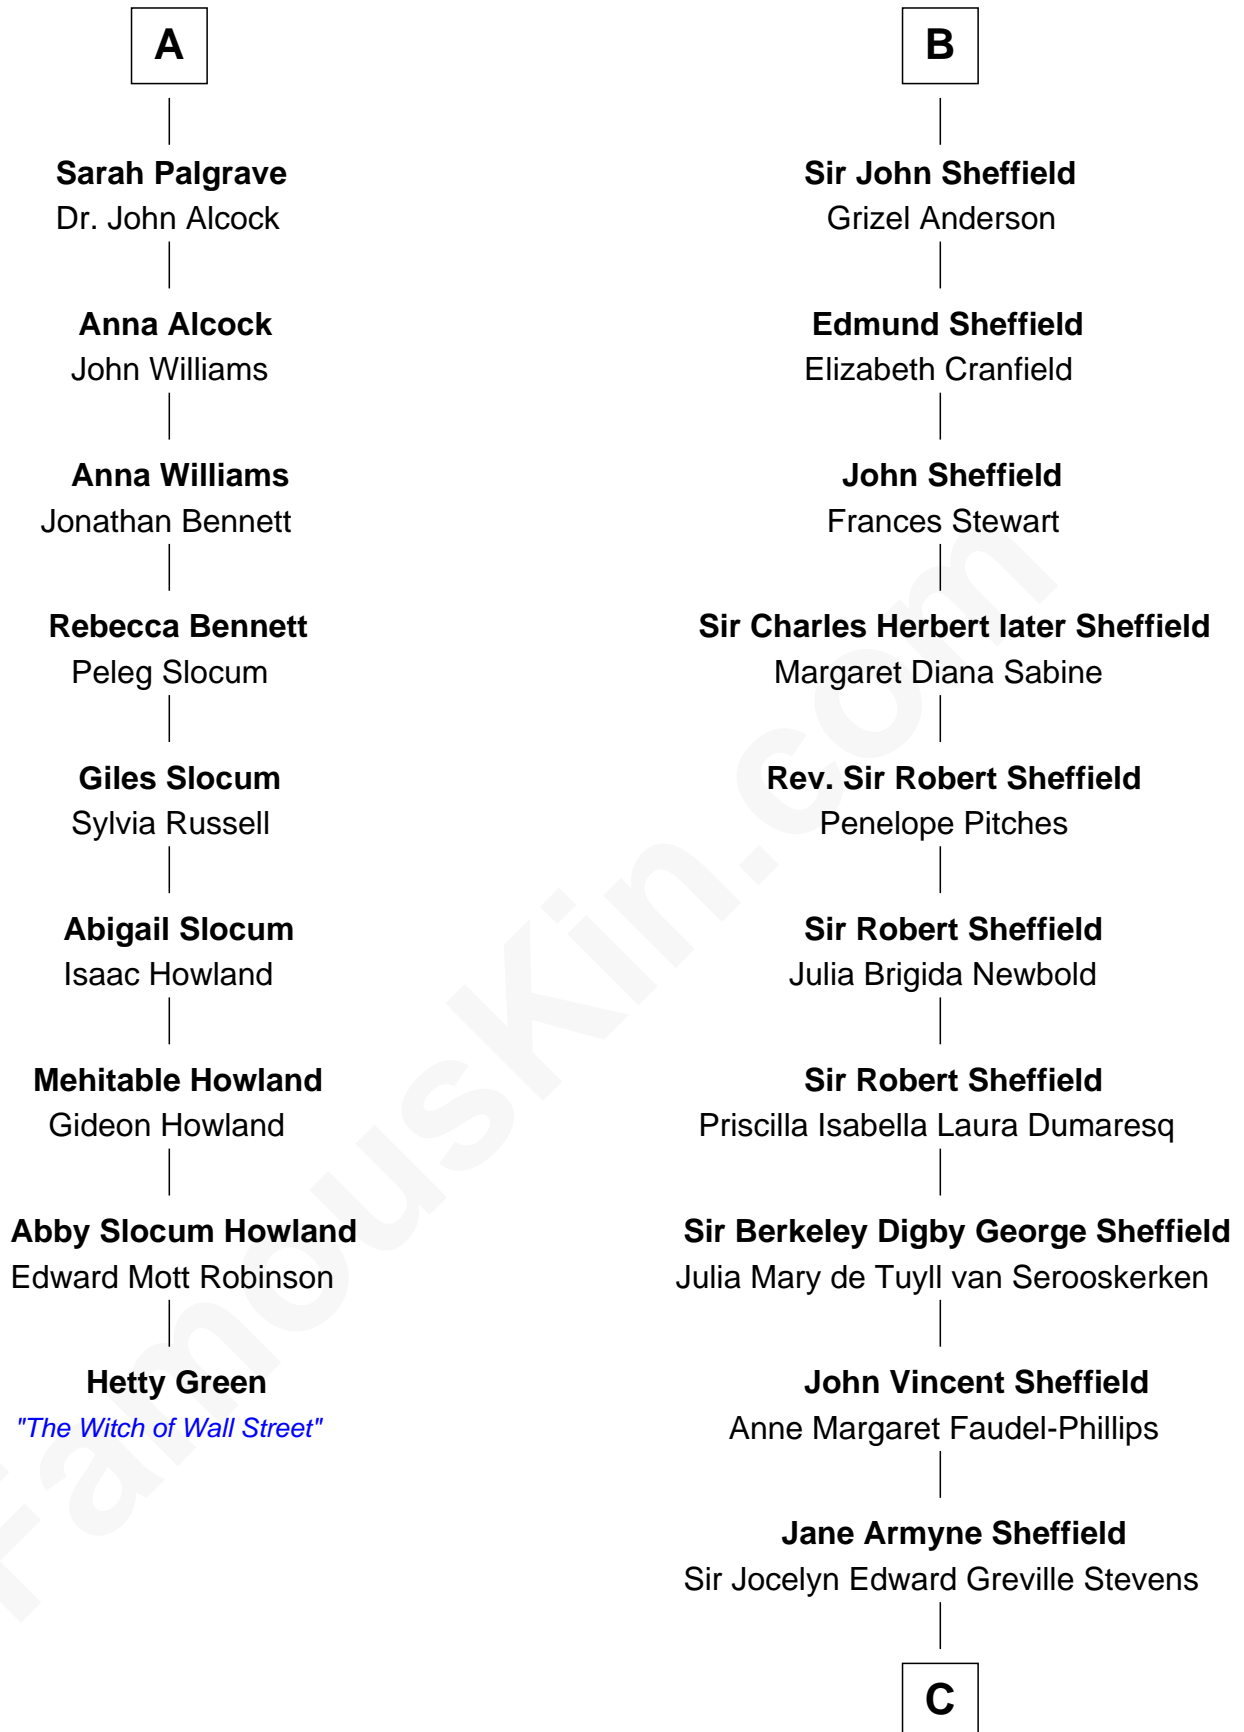 A
Sarah Palgrave
Dr. John Alcock
Anna Alcock
John Williams
Anna Williams
Jonathan Bennett
Rebecca Bennett
Peleg Slocum
Giles Slocum
Sylvia Russell
Abigail Slocum
Isaac Howland
Mehitable Howland
Gideon Howland
Abby Slocum Howland
Edward Mott Robinson
Hetty Green
"The Witch of Wall Street"
B
Sir John Sheffield
Grizel Anderson
Edmund Sheffield
Elizabeth Cranfield
John Sheffield
Frances Stewart
Sir Charles Herbert later Sheffield
Margaret Diana Sabine
Rev. Sir Robert Sheffield
Penelope Pitches
Sir Robert Sheffield
Julia Brigida Newbold
Sir Robert Sheffield
Priscilla Isabella Laura Dumaresq
Sir Berkeley Digby George Sheffield
Julia Mary de Tuyll van Serooskerken
John Vincent Sheffield
Anne Margaret Faudel-Phillips
Jane Armyne Sheffield
Sir Jocelyn Edward Greville Stevens
C
FamousKin.com